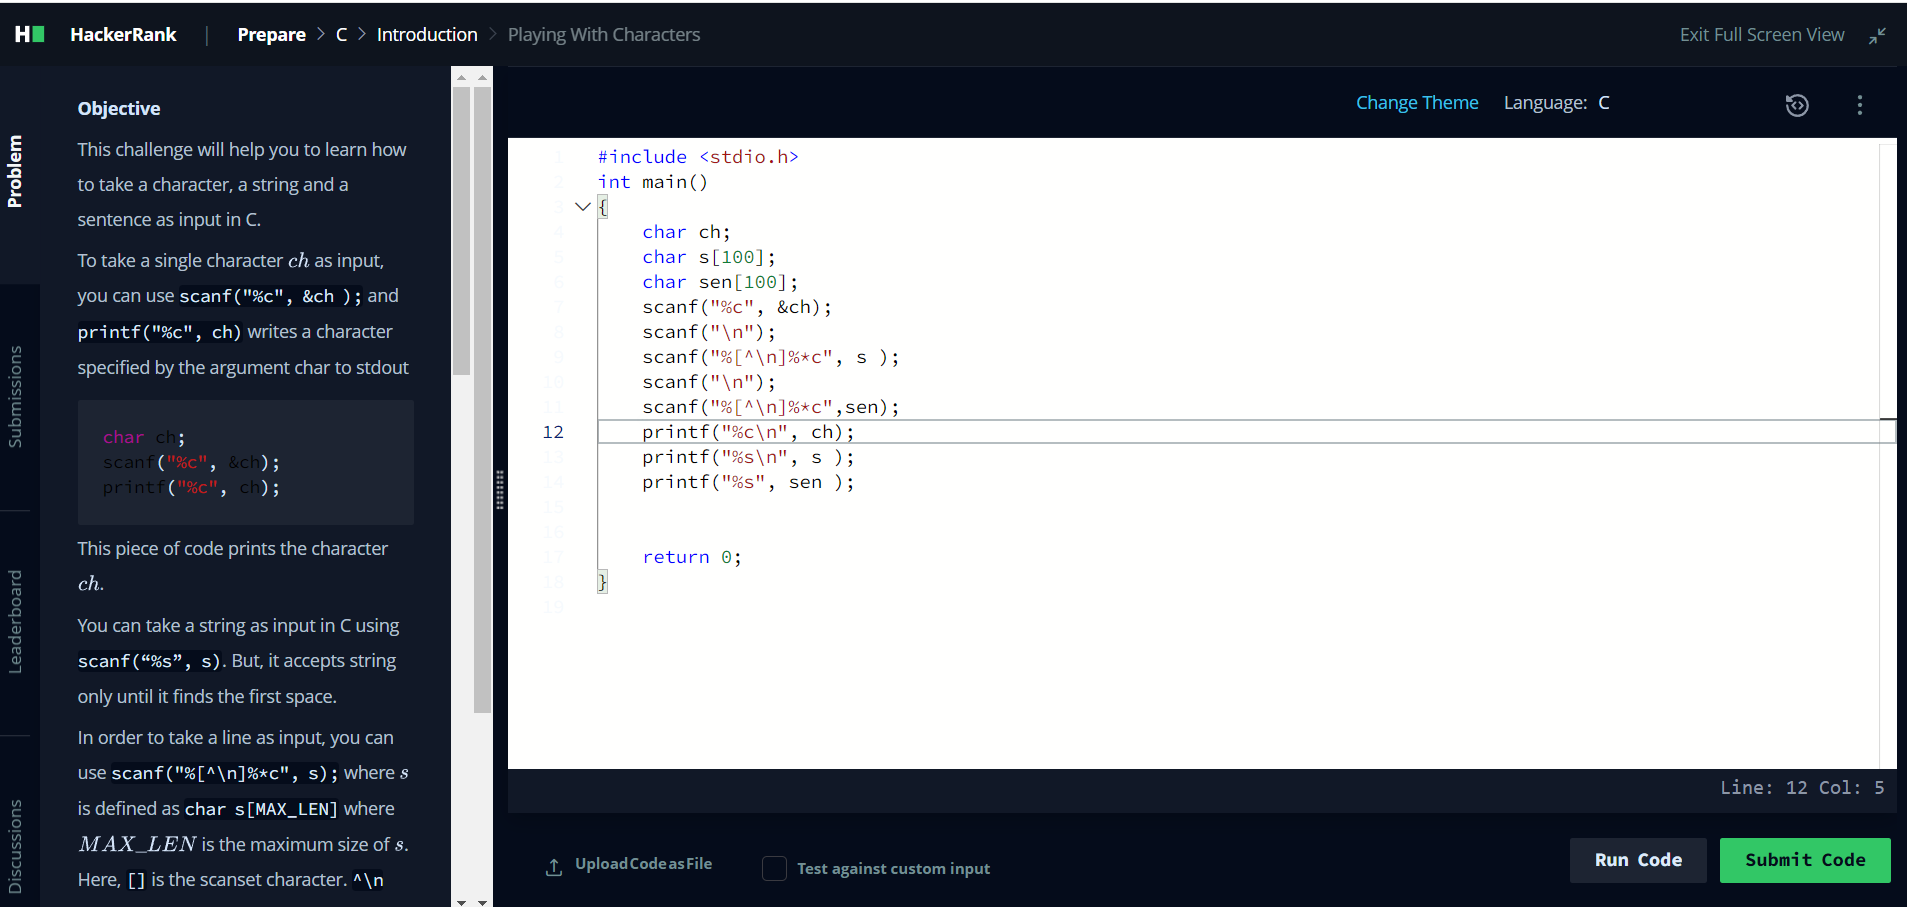 HackerRank | Prepare > C > Introduction > Playing With Characters
Exit Full Screen View
Problem
Submissions
Leaderboard
Discussions
Objective
This challenge will help you to learn how
to take a character, a string and a
sentence as input in C.
To take a single character ch as input,
you can use scanf("%c", &ch ); and
printf("%c", ch) writes a character
specified by the argument char to stdout
char ch;
scanf("%c", &ch);
printf("%c", ch);
This piece of code prints the character
ch.
You can take a string as input in C using
scanf(“%s”, s). But, it accepts string
only until it finds the first space.
In order to take a line as input, you can
use scanf("%[^\n]%*c", s); where s
is defined as char s[MAX_LEN] where
MAX_LEN is the maximum size of s.
Here, [] is the scanset character. ^\n
Change Theme Language: C
1 #include <stdio.h>
2 int main()
3 {
4 char ch;
5 char s[100];
6 char sen[100];
7 scanf("%c", &ch);
8 scanf("\n");
9 scanf("%[^\n]%*c", s );
10 scanf("\n");
11 scanf("%[^\n]%*c",sen);
12 printf("%c\n", ch);
13 printf("%s\n", s );
14 printf("%s", sen );
15
16
17 return 0;
18 }
19
Line: 12 Col: 5
Upload Code as File
Test against custom input
Run Code
Submit Code